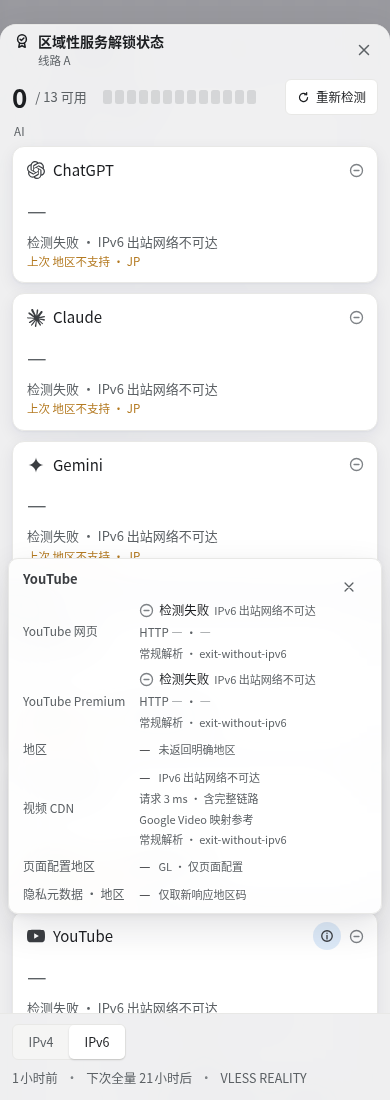 区域性服务解锁状态
线路 A
0 / 13 可用
重新检测
AI
ChatGPT
—
检测失败 · IPv6 出站网络不可达
上次 地区不支持 · JP
Claude
—
检测失败 · IPv6 出站网络不可达
上次 地区不支持 · JP
Gemini
—
检测失败 · IPv6 出站网络不可达
上次 地区不支持 · JP
YouTube
YouTube 网页
检测失败 IPv6 出站网络不可达
HTTP — · —
常规解析 · exit-without-ipv6
YouTube Premium
检测失败 IPv6 出站网络不可达
HTTP — · —
常规解析 · exit-without-ipv6
地区
— 未返回明确地区
视频 CDN
— IPv6 出站网络不可达
请求 3 ms · 含完整链路
Google Video 映射参考
常规解析 · exit-without-ipv6
页面配置地区
— GL · 仅页面配置
隐私元数据 · 地区
— 仅取新响应地区码
YouTube
—
检测失败 · IPv6 出站网络不可达
IPv4 IPv6
1小时前 · 下次全量 21小时后 · VLESS REALITY